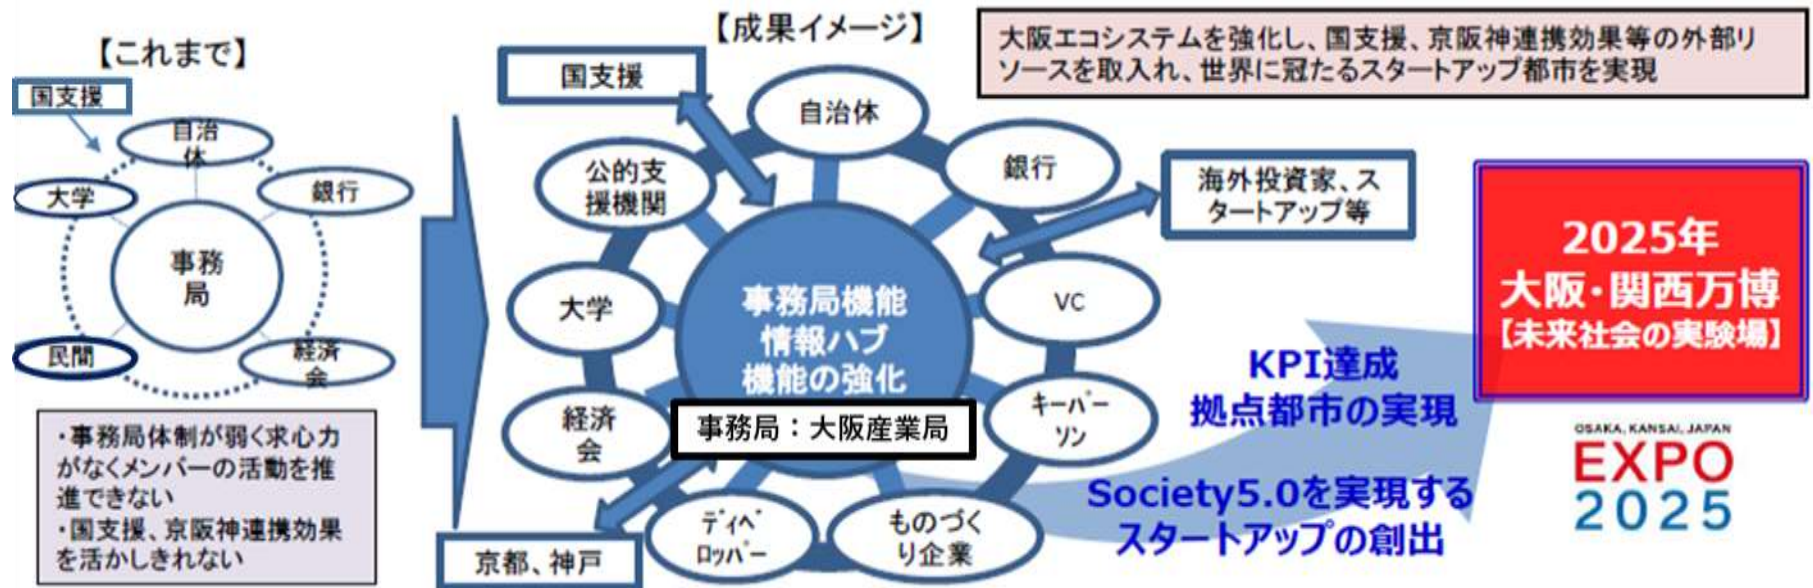 【これまで】
国支援
自治
体
大学
銀行
事務
局
民間
経済
会
・事務局体制が弱く求心力
がなくメンバーの活動を推
進できない
・国支援、京阪神連携効果
を活かしきれない
【成果イメージ】
国支援
自治体
公的支
援機関
銀行
海外投資家、ス
タートアップ等
大学
VC
事務局機能
情報ハブ
機能の強化
事務局：大阪産業局
経済
会
キーパー
ソン
ディベ
ロッパー
ものづく
り企業
京都、神戸
大阪エコシステムを強化し、国支援、京阪神連携効果等の外部リ
ソースを取入れ、世界に冠たるスタートアップ都市を実現
KPI達成
拠点都市の実現
Society5.0を実現する
スタートアップの創出
2025年
大阪・関西万博
【未来社会の実験場】
OSAKA, KANSAI, JAPAN
EXPO
2025